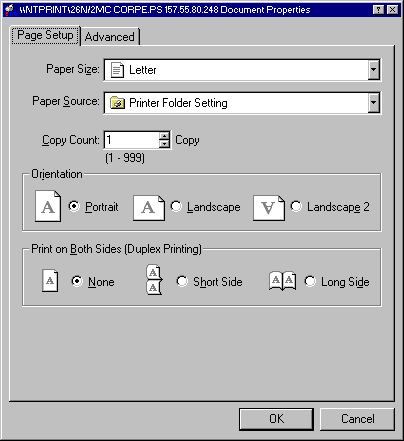 \\NTPRINT\26N/2MC CORPE.PS 157.55.80.248 Document Properties
Page Setup Advanced
Paper Size: Letter
Paper Source: Printer Folder Setting
Copy Count: 1 Copy
(1 - 999)
Orientation
A Portrait A Landscape A Landscape 2
Print on Both Sides (Duplex Printing)
A None A A Short Side A A Long Side
OK Cancel